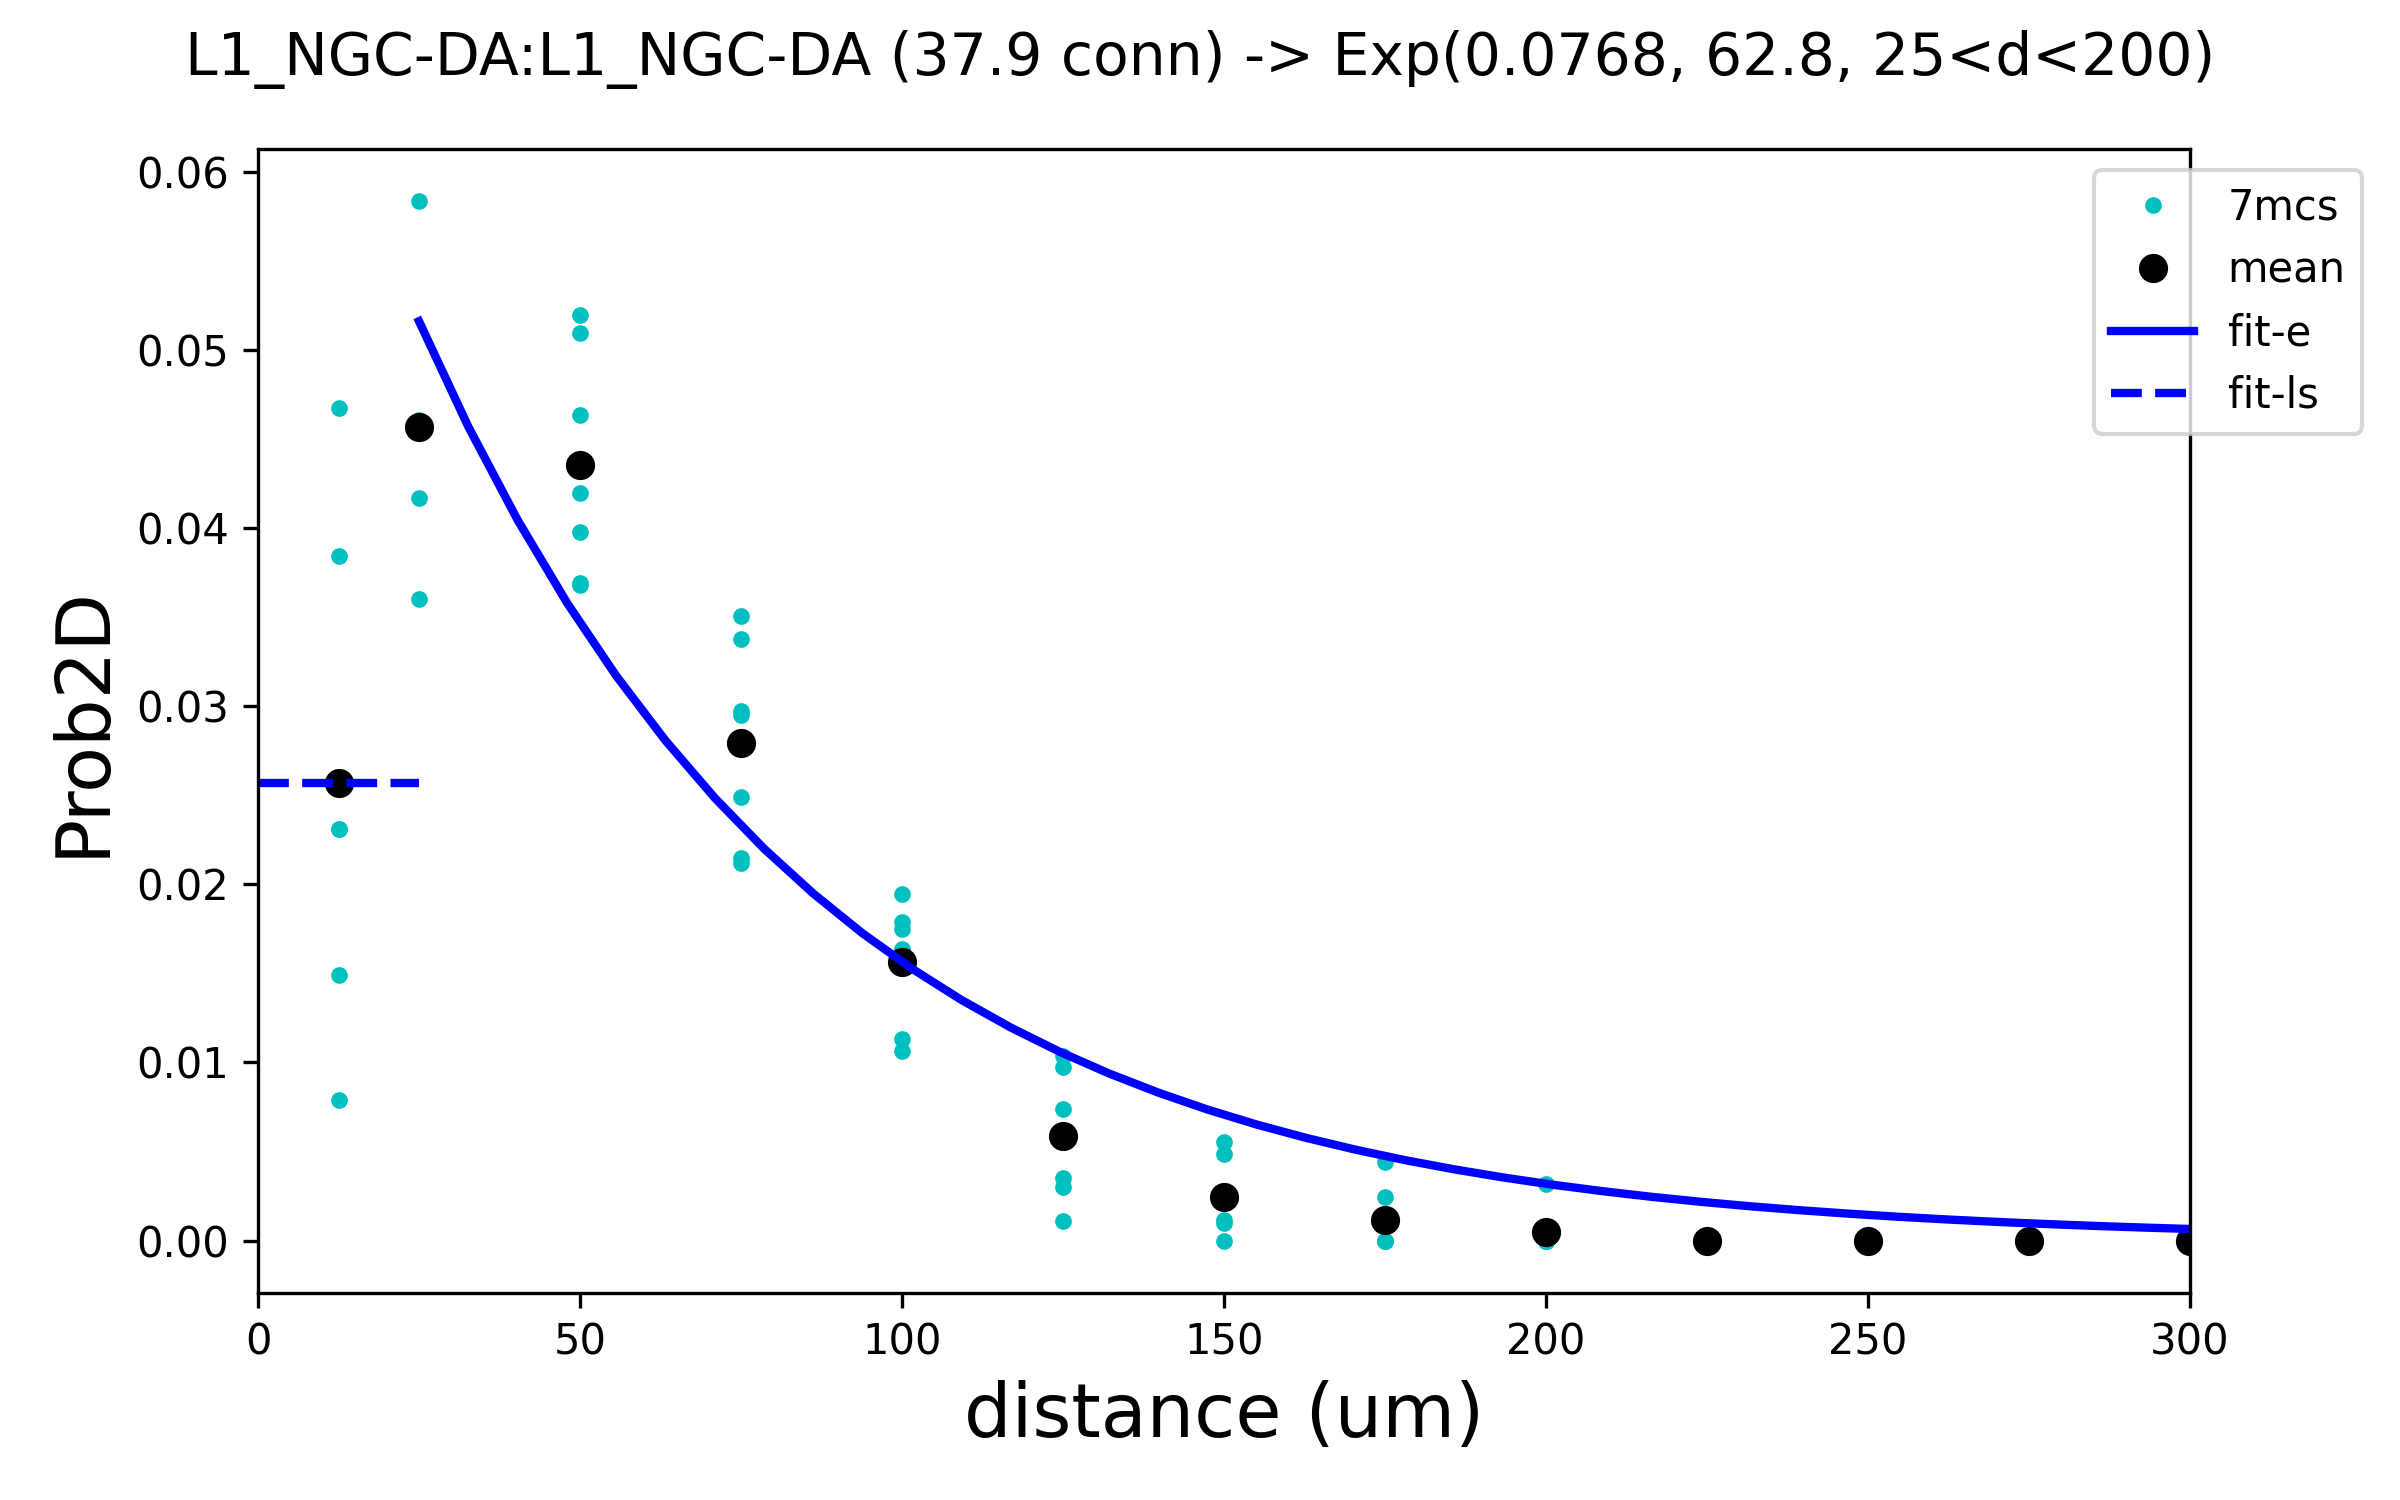 L1_NGC-DA:L1_NGC-DA (37.9 conn) -> Exp(0.0768, 62.8, 25<d<200)
7mcs
mean
fit-e
fit-ls
0.06
0.05
0.04
0.03
0.02
0.01
0.00
Prob2D
0 50 100 150 200 250 300
distance (um)